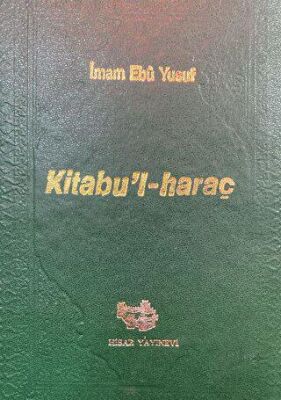 İmam Ebû Yusuf
Kitabu'l-haraç
HİSAR YAYINEVİ